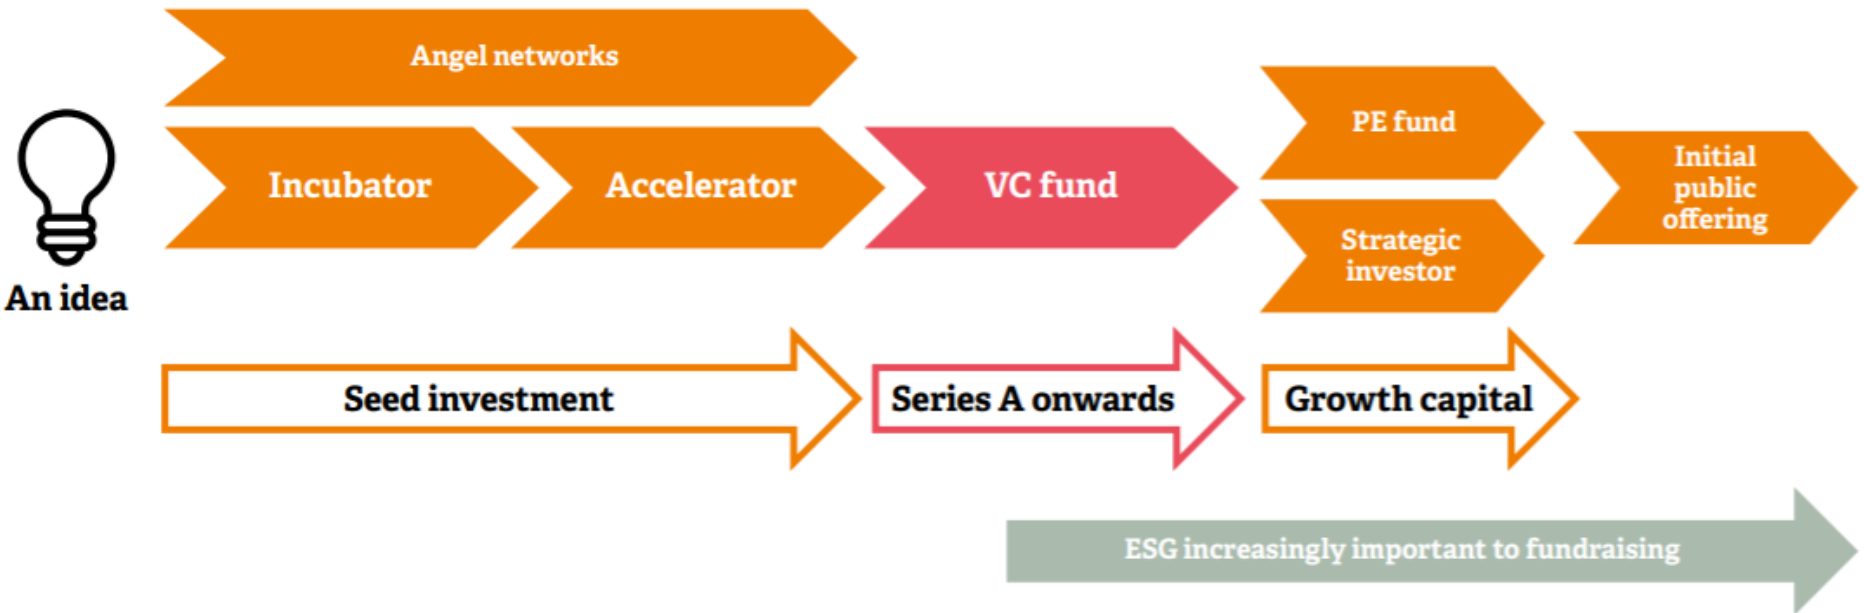 Angel networks
Incubator
Accelerator
VC fund
PE fund
Strategic
investor
Initial
public
offering
An idea
Seed investment
Series A onwards
Growth capital
ESG increasingly important to fundraising